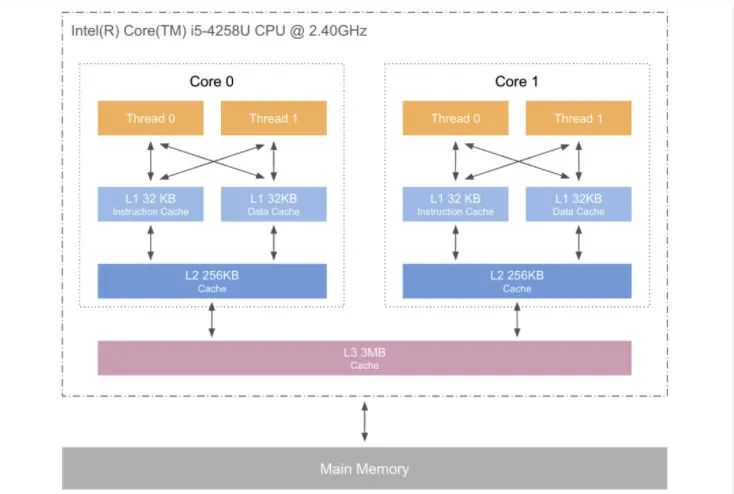 Intel(R) Core(TM) i5-4258U CPU @ 2.40GHz
Core 0
Core 1
Thread 0
Thread 1
Thread 0
Thread 1
L1 32 KB
Instruction Cache
L1 32KB
Data Cache
L1 32 KB
Instruction Cache
L1 32KB
Data Cache
L2 256KB
Cache
L2 256KB
Cache
L3 3MB
Cache
Main Memory